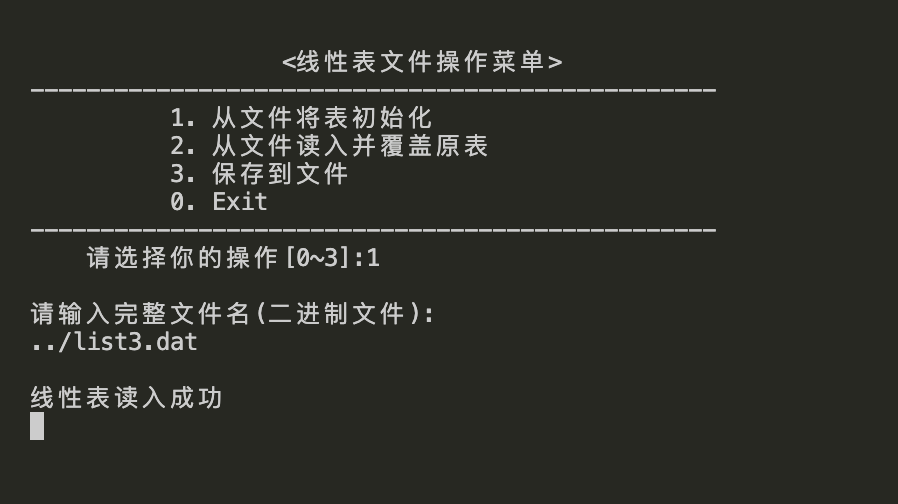 <线性表文件操作菜单>
-------------------------------------------------
1. 从文件将表初始化
2. 从文件读入并覆盖原表
3. 保存到文件
0. Exit
-------------------------------------------------
请选择你的操作[0~3]:1
请输入完整文件名(二进制文件):
../list3.dat
线性表读入成功